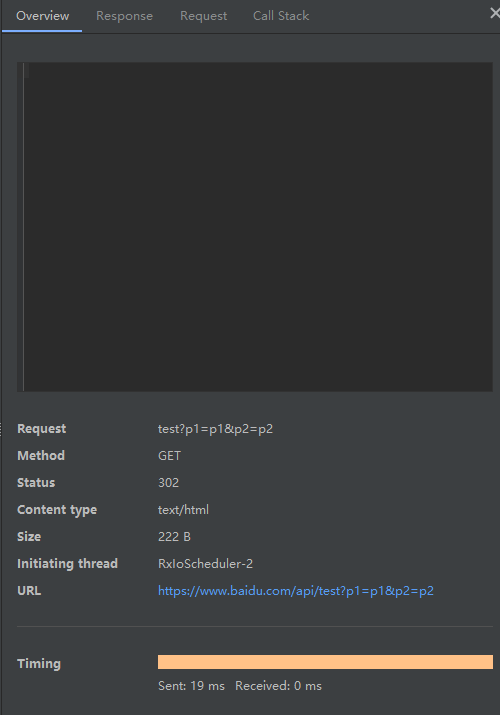 Overview Response Request Call Stack
Request test?p1=p1&p2=p2
Method GET
Status 302
Content type text/html
Size 222 B
Initiating thread RxIoScheduler-2
URL https://www.baidu.com/api/test?p1=p1&p2=p2
Timing
Sent: 19 ms Received: 0 ms